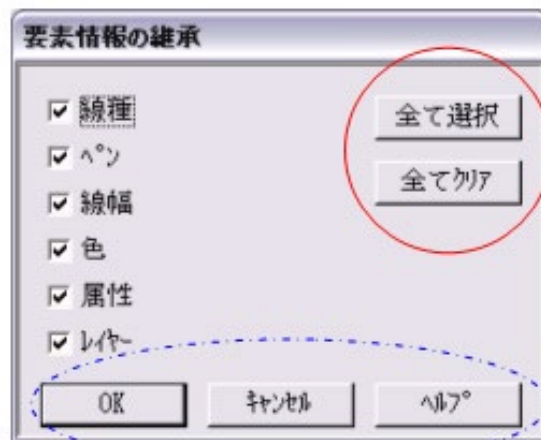 要素情報の継承
線種
ﾍﾟﾝ
線幅
色
属性
ﾚｲﾔｰ
全て選択
全てｸﾘｱ
OK
ｷｬﾝｾﾙ
ﾍﾙﾌﾟ